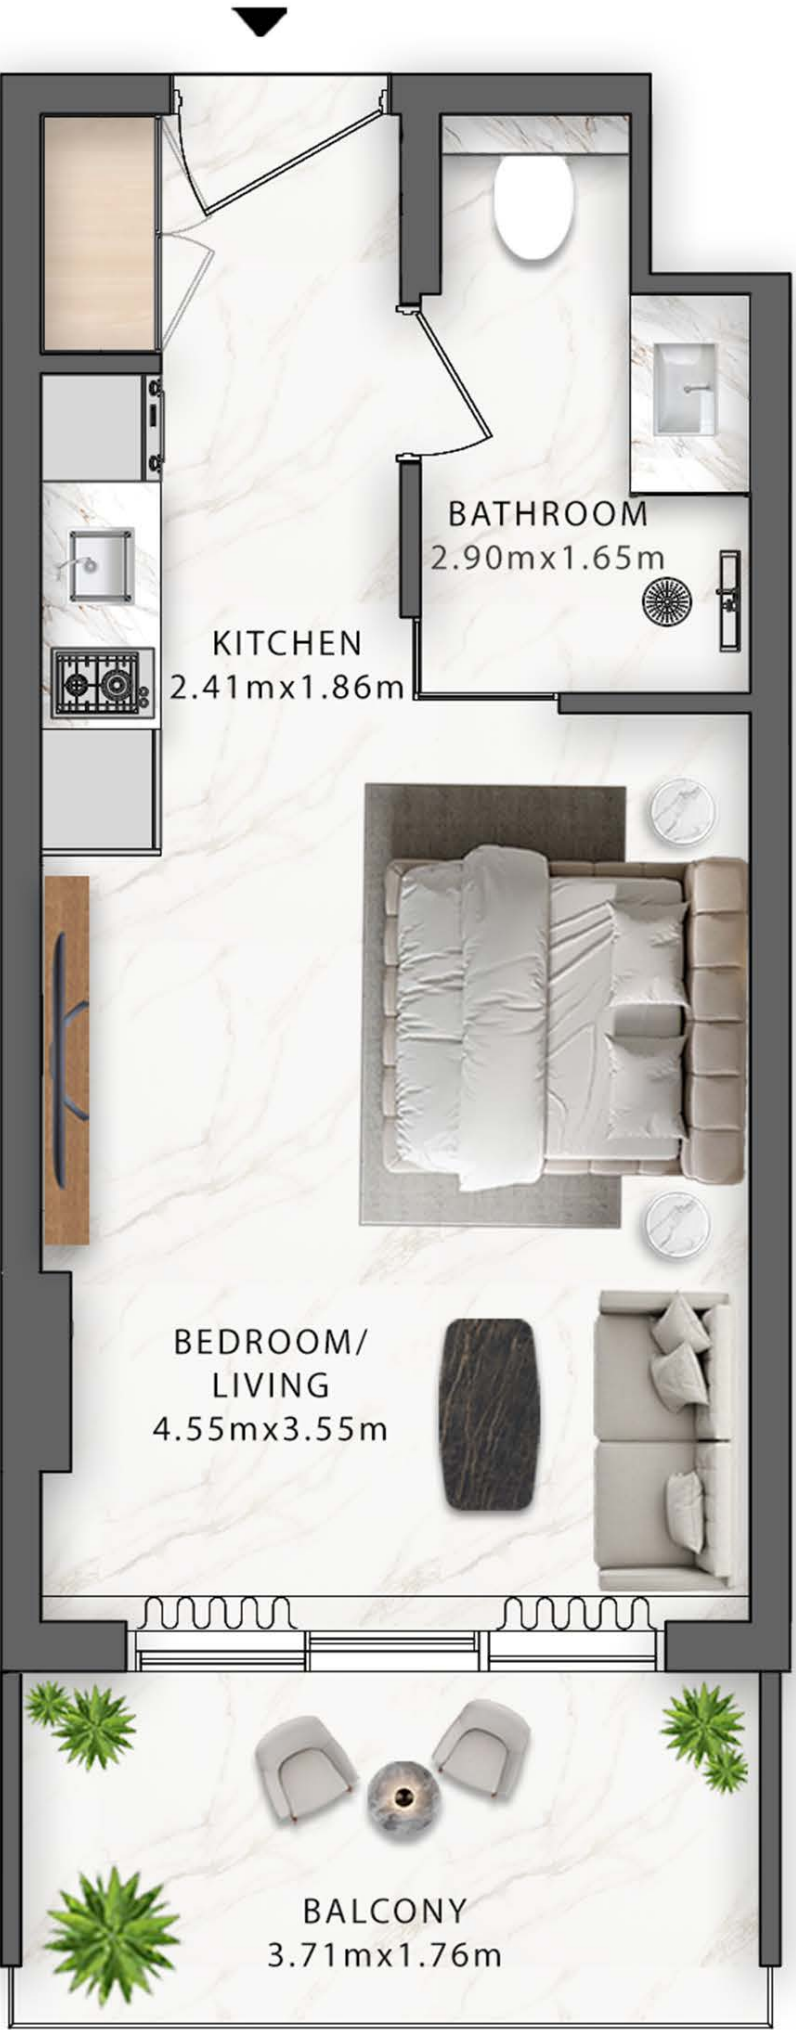 BATHROOM
2.90mx1.65m
KITCHEN
2.41mx1.86m
BEDROOM/
LIVING
4.55mx3.55m
BALCONY
3.71mx1.76m